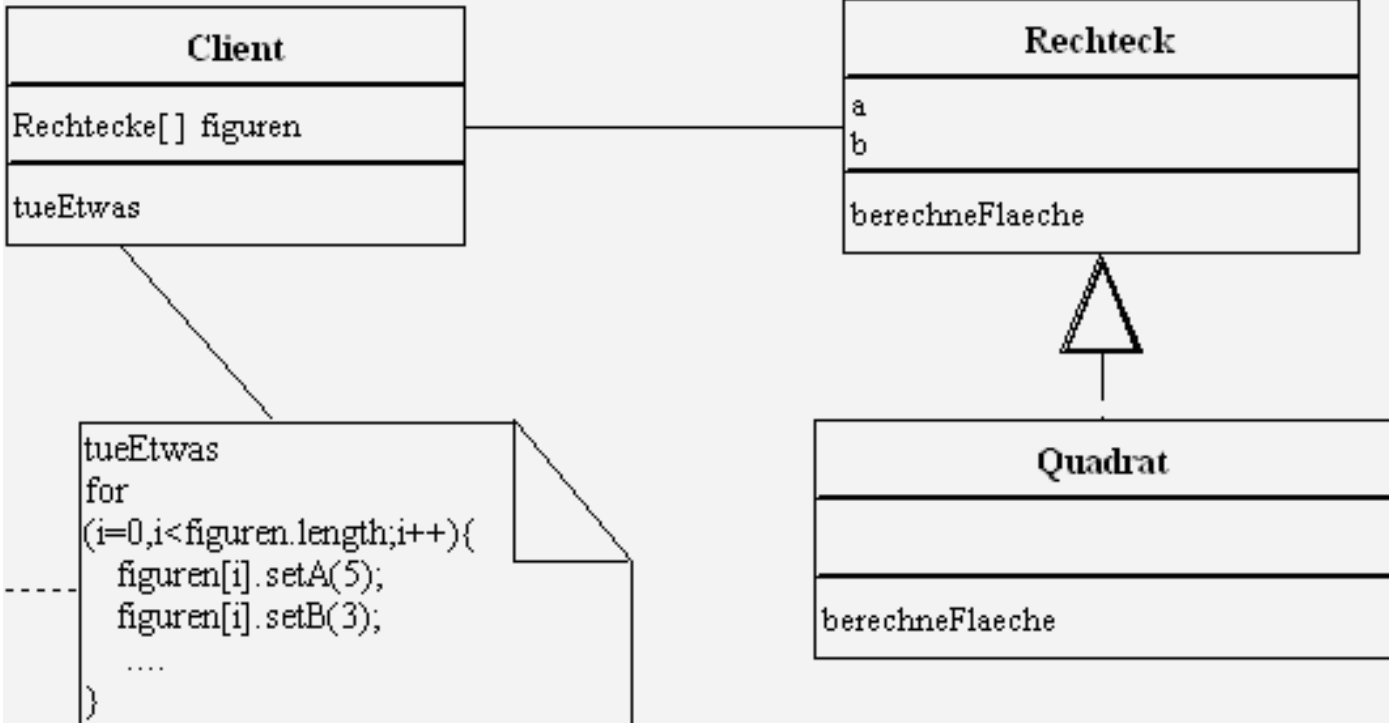 Client
Rechtecke[] figuren
tueEtwas
Rechteck
a
b
berechneFlaeche
tueEtwas
for
(i=0,i<figuren.length;i++){
figuren[i].setA(5);
figuren[i].setB(3);
....
}
Quadrat
berechneFlaeche